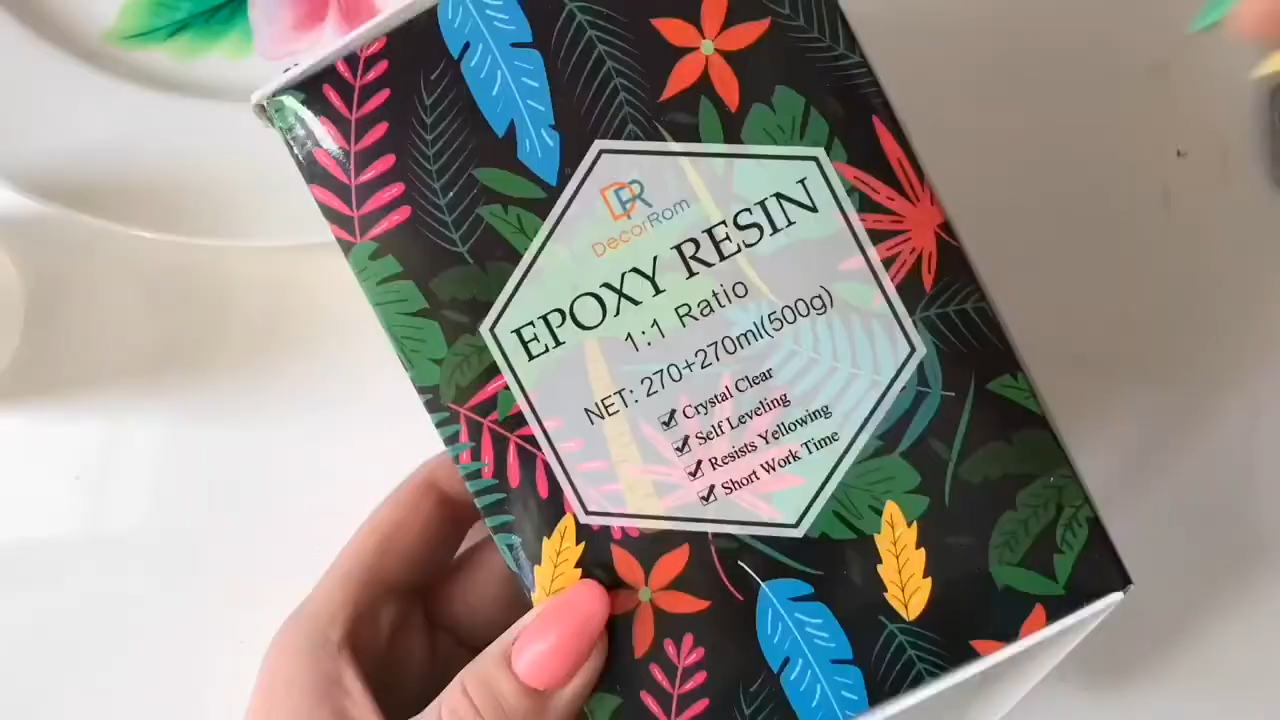 DR
DecorRom
EPOXY RESIN
1:1 Ratio
NET: 270+270ml(500g)
Crystal Clear
Self Leveling
Resists Yellowing
Short Work Time